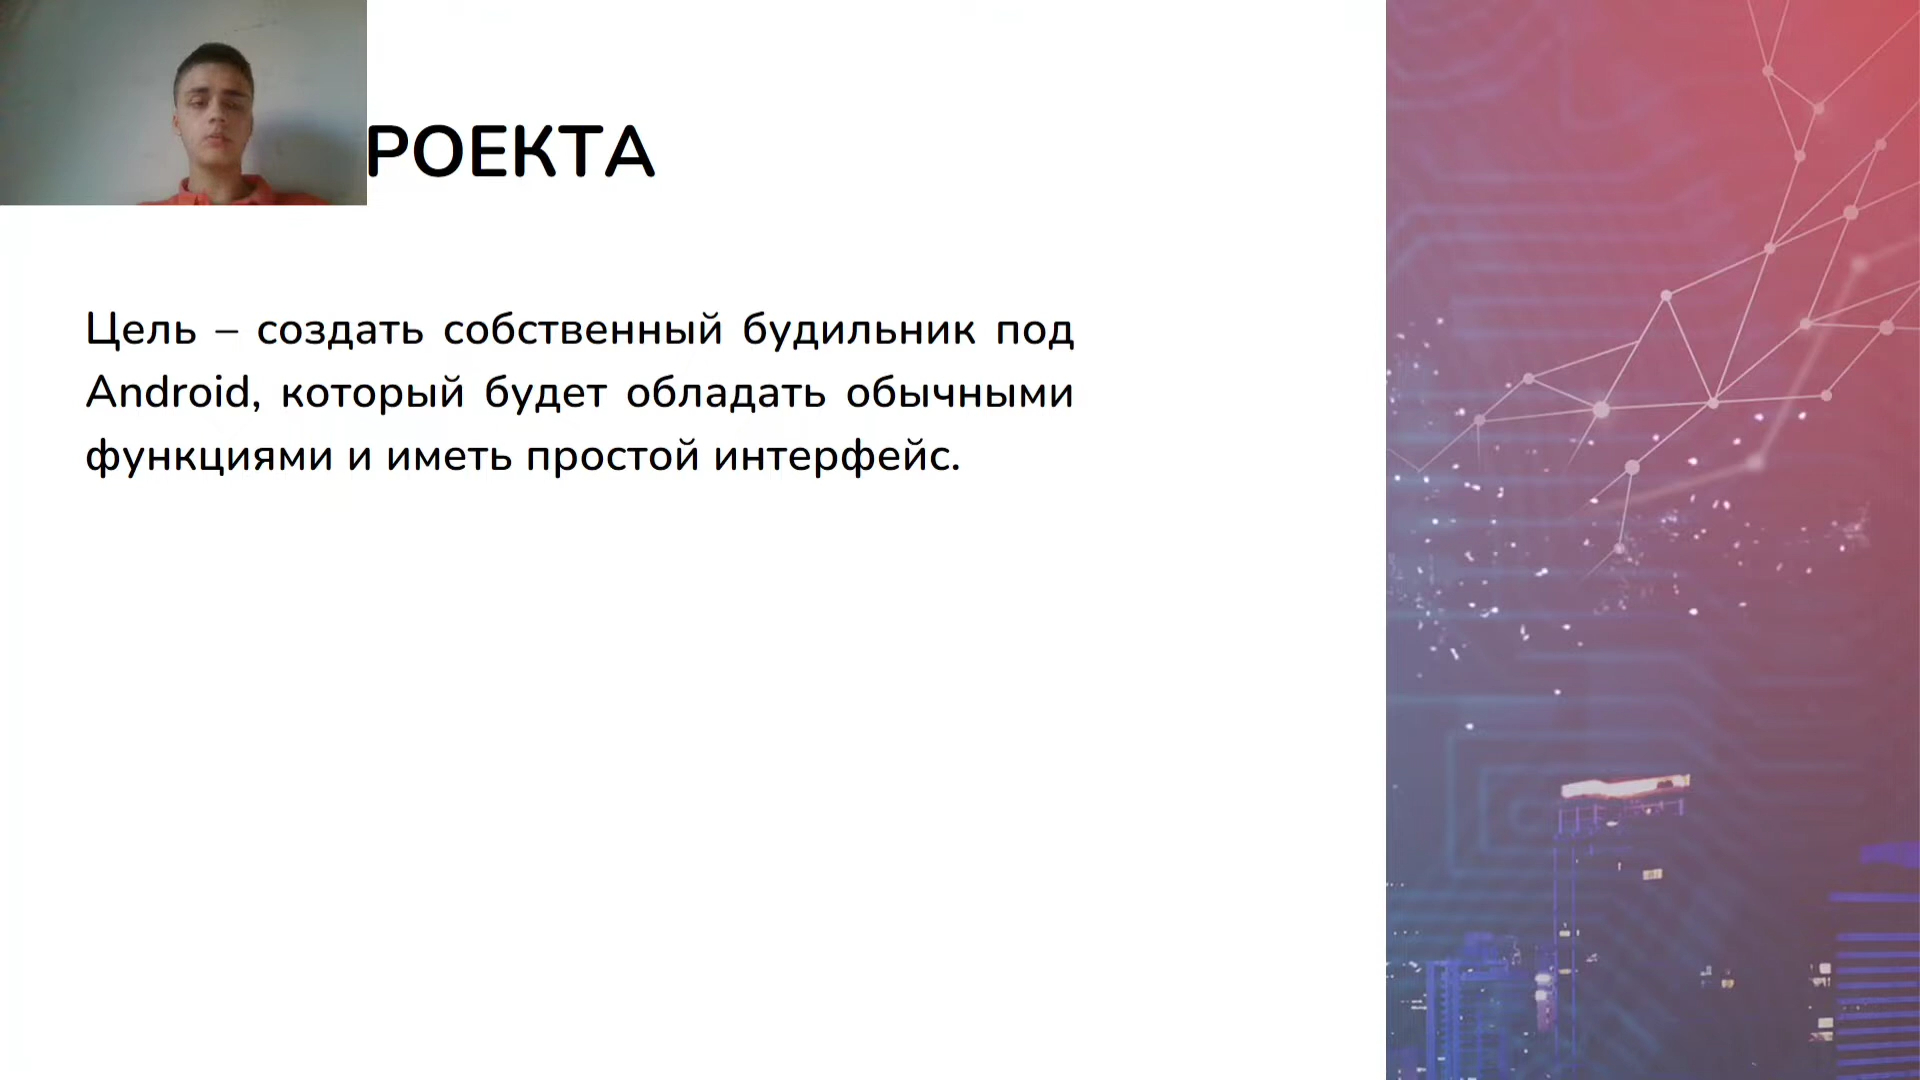 РОЕКТА
Цель – создать собственный будильник под
Android, который будет обладать обычными
функциями и иметь простой интерфейс.